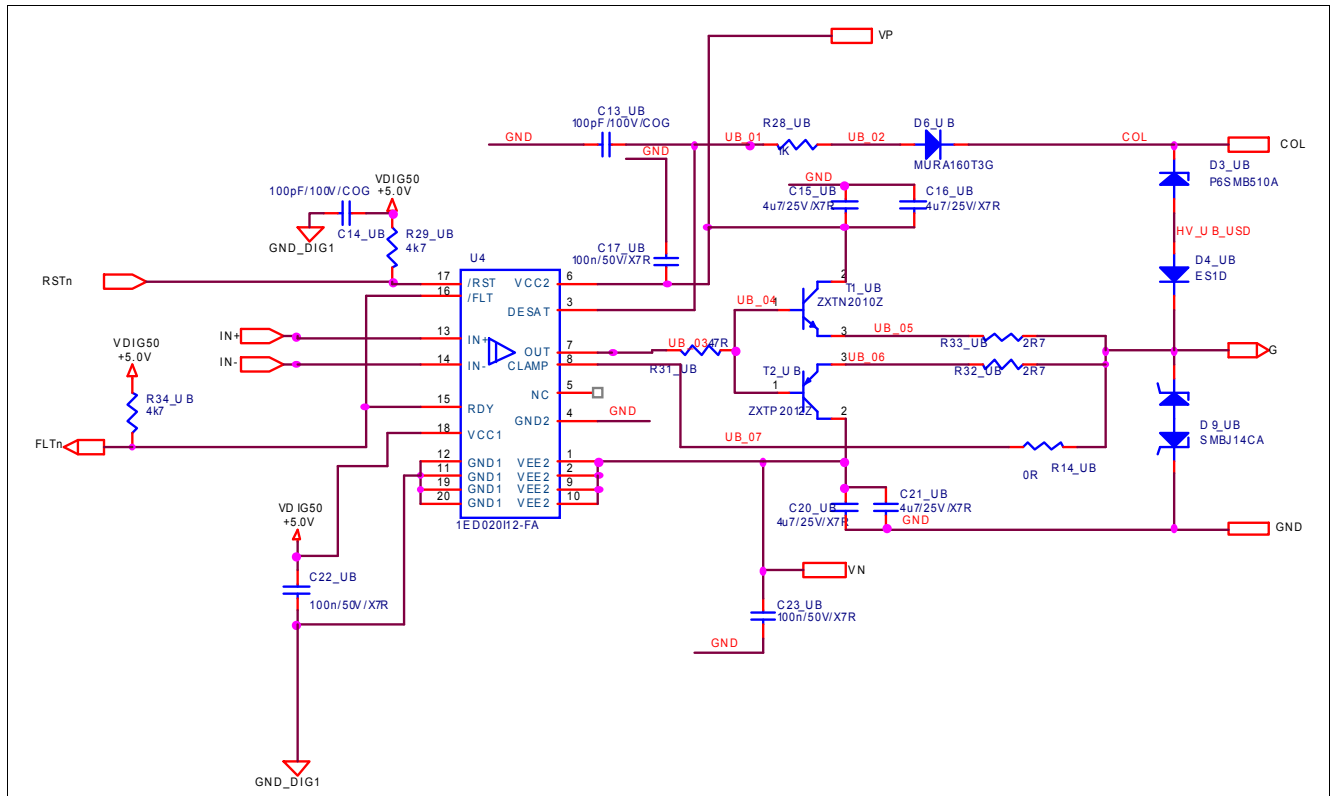 VP
C13_UB
100pF/100V/COG
GND
GND
UB_01
R28_UB
1K
UB_02
D6_UB
MURA160T3G
COL
COL
D3_UB
P6SMB510A
GND
C15_UB
4u7/25V/X7R
C16_UB
4u7/25V/X7R
VDIG50
+5.0V
100pF/100V/COG
C14_UB
GND_DIG1
R29_UB
4k7
HV_UB_USD
D4_UB
ES1D
C17_UB
100n/50V/X7R
U4
RSTn
17
/RST
16
/FLT
VCC2
6
DESAT
3
IN+
13
IN+
IN-
14
IN-
OUT
7
CLAMP
8
NC
5
15
RDY
GND2
4
GND
18
VCC1
12
GND1
11
GND1
19
GND1
20
GND1
VEE2
1
VEE2
2
VEE2
9
VEE2
10
1ED020I12-FA
UB_03
47R
R31_UB
UB_04
1
2
T1_UB
ZXTN2010Z
3
UB_05
R33_UB
2R7
3
UB_06
R32_UB
2R7
T2_UB
1
ZXTP2012Z
2
G
UB_07
0R
R14_UB
D9_UB
SMBJ14CA
VDIG50
+5.0V
R34_UB
4k7
FLTn
C20_UB
4u7/25V/X7R
C21_UB
4u7/25V/X7R
GND
GND
VDIG50
+5.0V
C22_UB
100n/50V/X7R
VN
C23_UB
100n/50V/X7R
GND
GND_DIG1